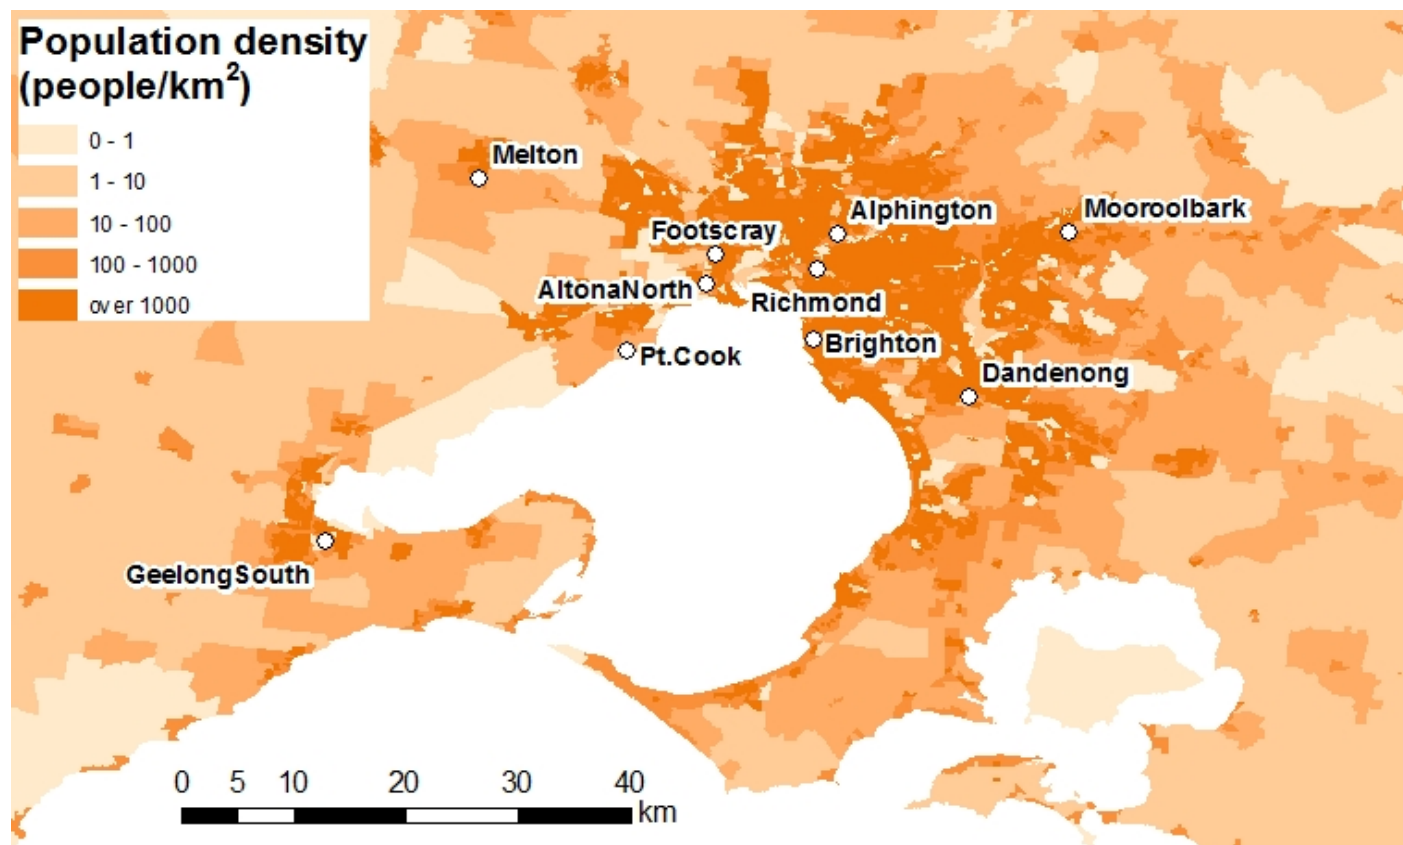 Population density
(people/km²)
0 - 1
1 - 10
10 - 100
100 - 1000
over 1000
Melton
Alphington
Mooroolbark
Footscray
AltonaNorth
Richmond
Brighton
Pt.Cook
Dandenong
GeelongSouth
0 5 10 20 30 40
km